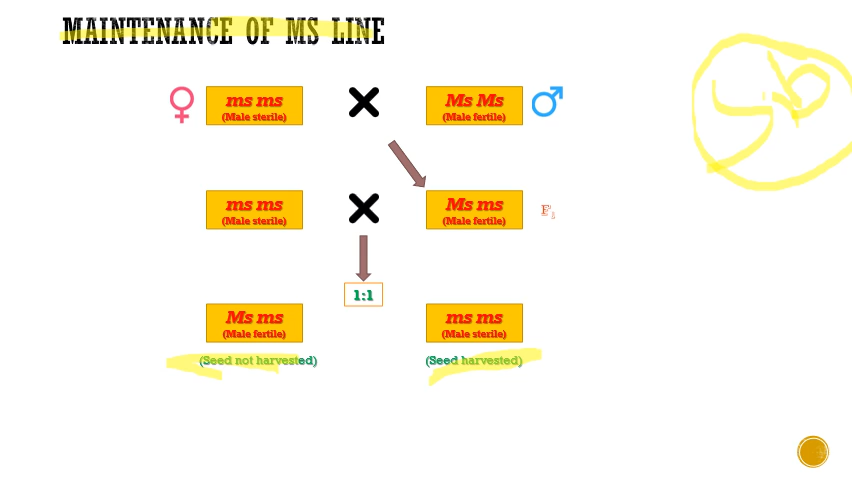 MAINTENANCE OF MS LINE
ms ms
(Male sterile)
Ms Ms
(Male fertile)
ms ms
(Male sterile)
Ms ms
(Male fertile)
F1
1:1
Ms ms
(Male fertile)
ms ms
(Male sterile)
(Seed not harvested)
(Seed harvested)